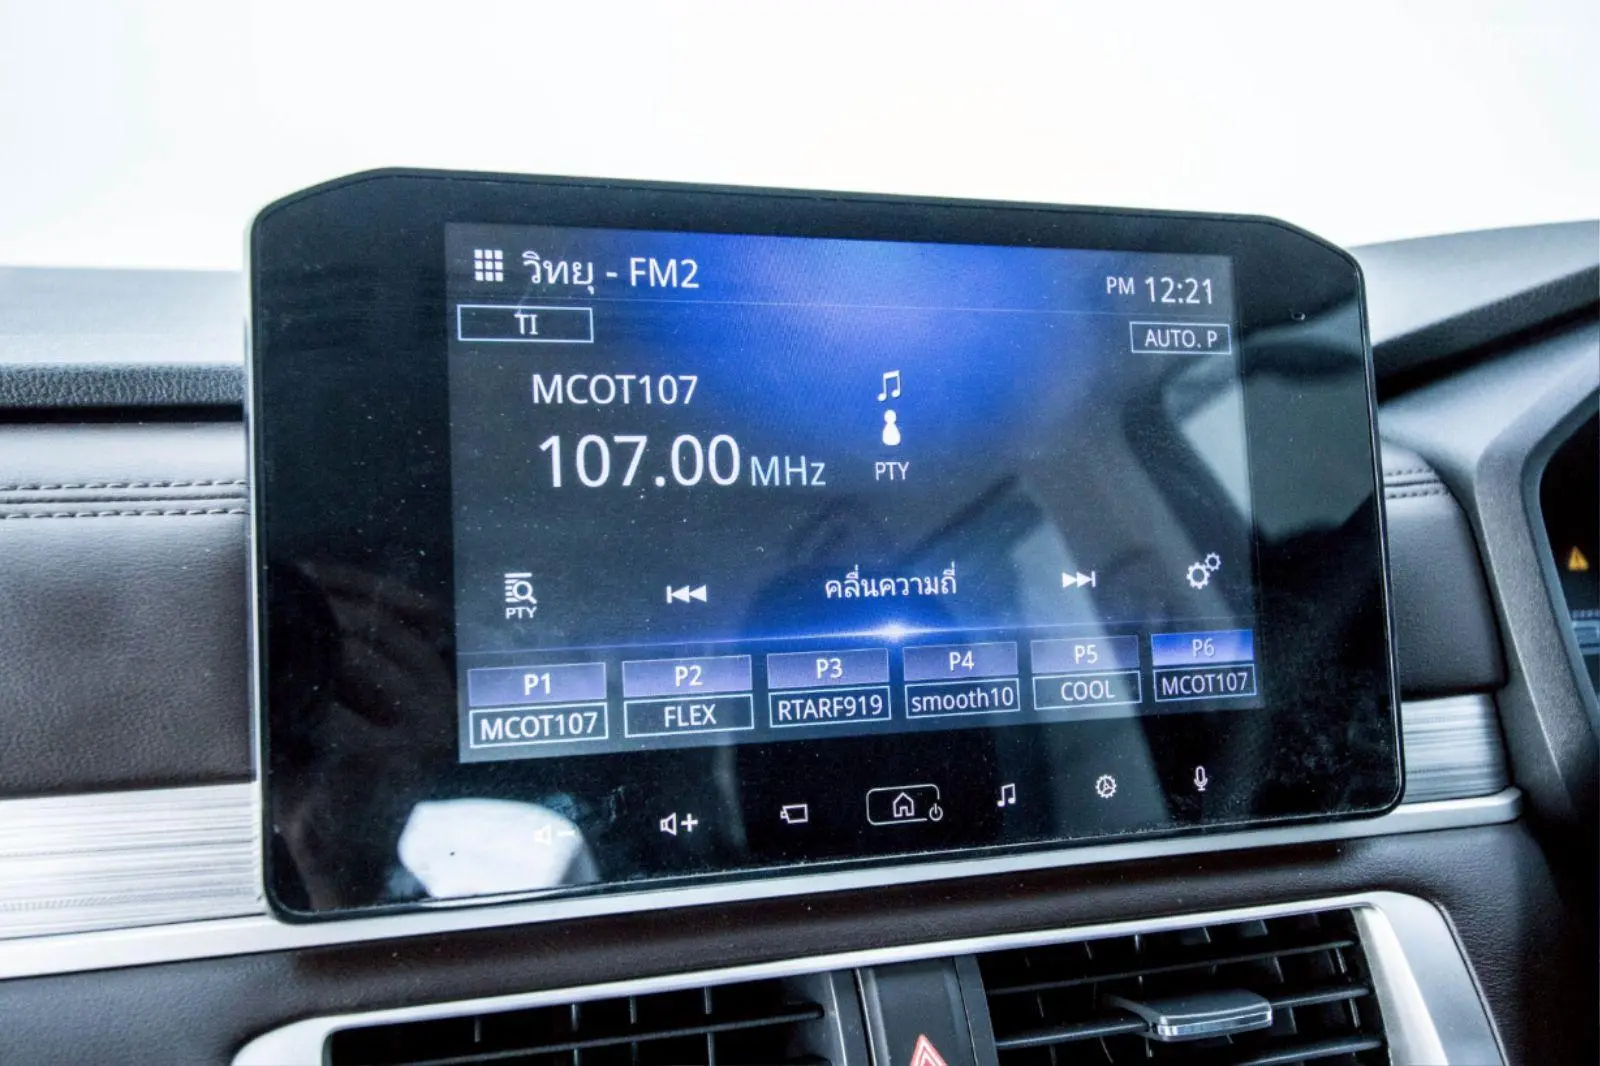 วิทยุ - FM2
PM 12:21
TI
AUTO. P
MCOT107
107.00 MHz
PTY
PTY
คลื่นความถี่
P1 P2 P3 P4 P5 P6
MCOT107 FLEX RTARF919 smooth10 COOL MCOT107